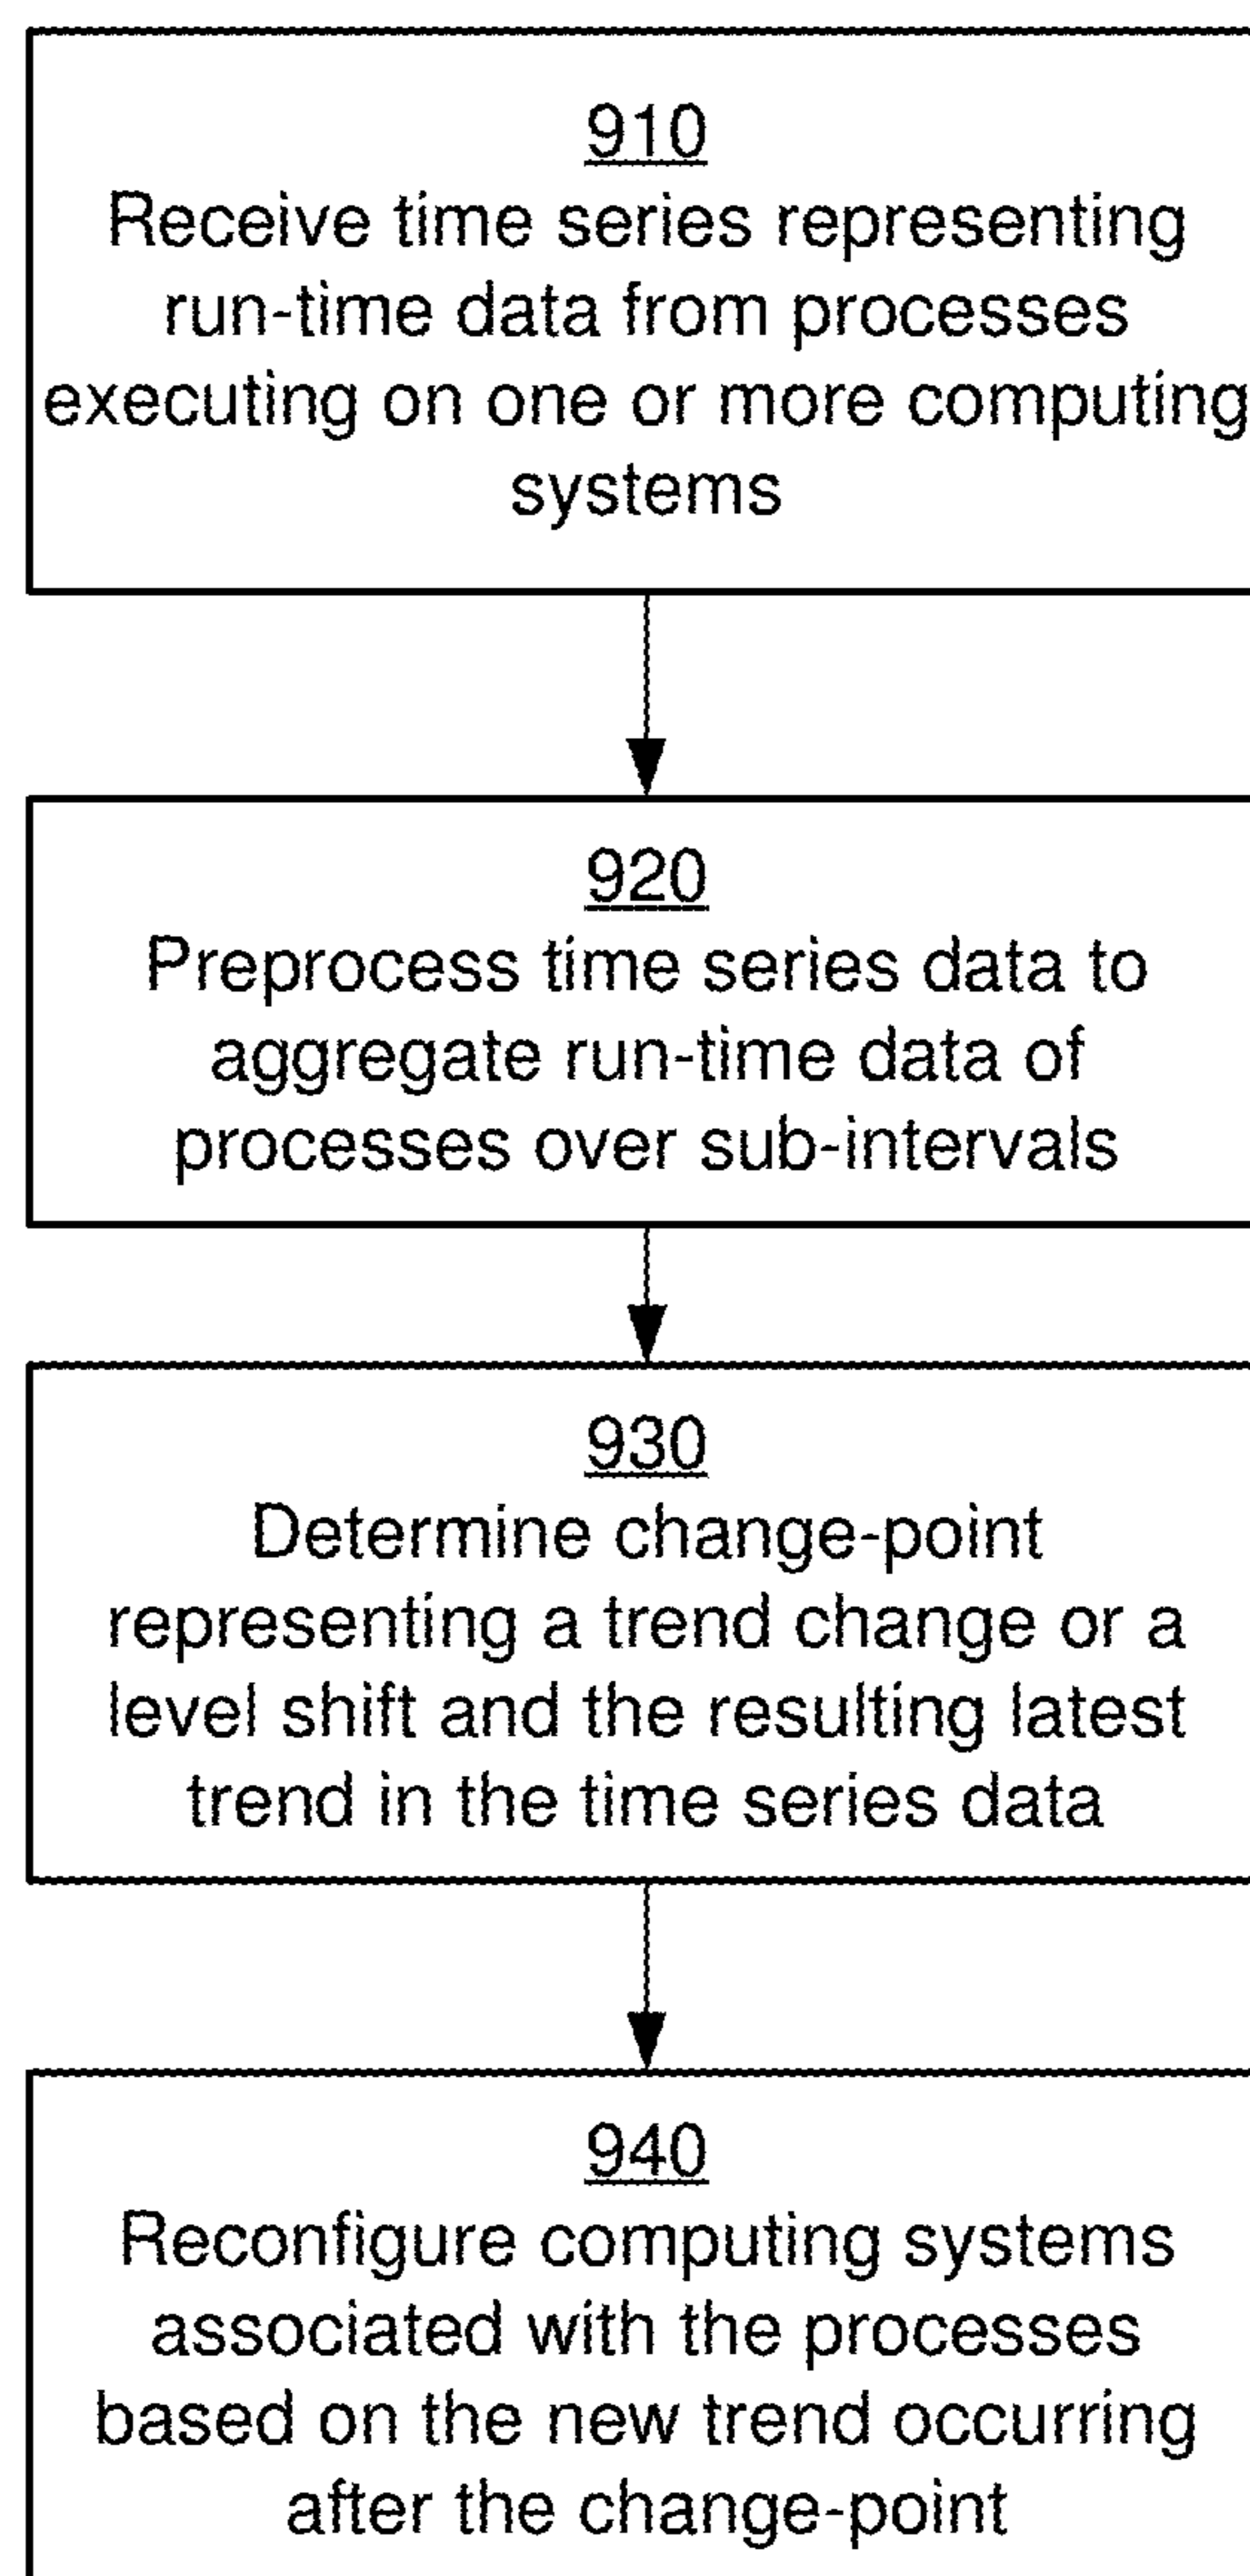 910
Receive time series representing
run-time data from processes
executing on one or more computing
systems
920
Preprocess time series data to
aggregate run-time data of
processes over sub-intervals
930
Determine change-point
representing a trend change or a
level shift and the resulting latest
trend in the time series data
940
Reconfigure computing systems
associated with the processes
based on the new trend occurring
after the change-point